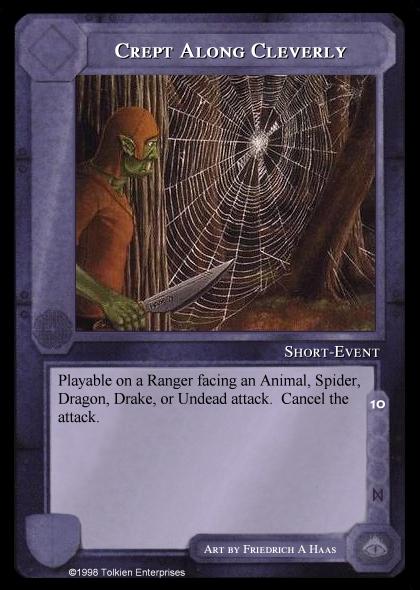 Crept Along Cleverly
Short-Event
Playable on a Ranger facing an Animal, Spider,
Dragon, Drake, or Undead attack.  Cancel the
attack.
10
Art by Friedrich A Haas
©1998 Tolkien Enterprises